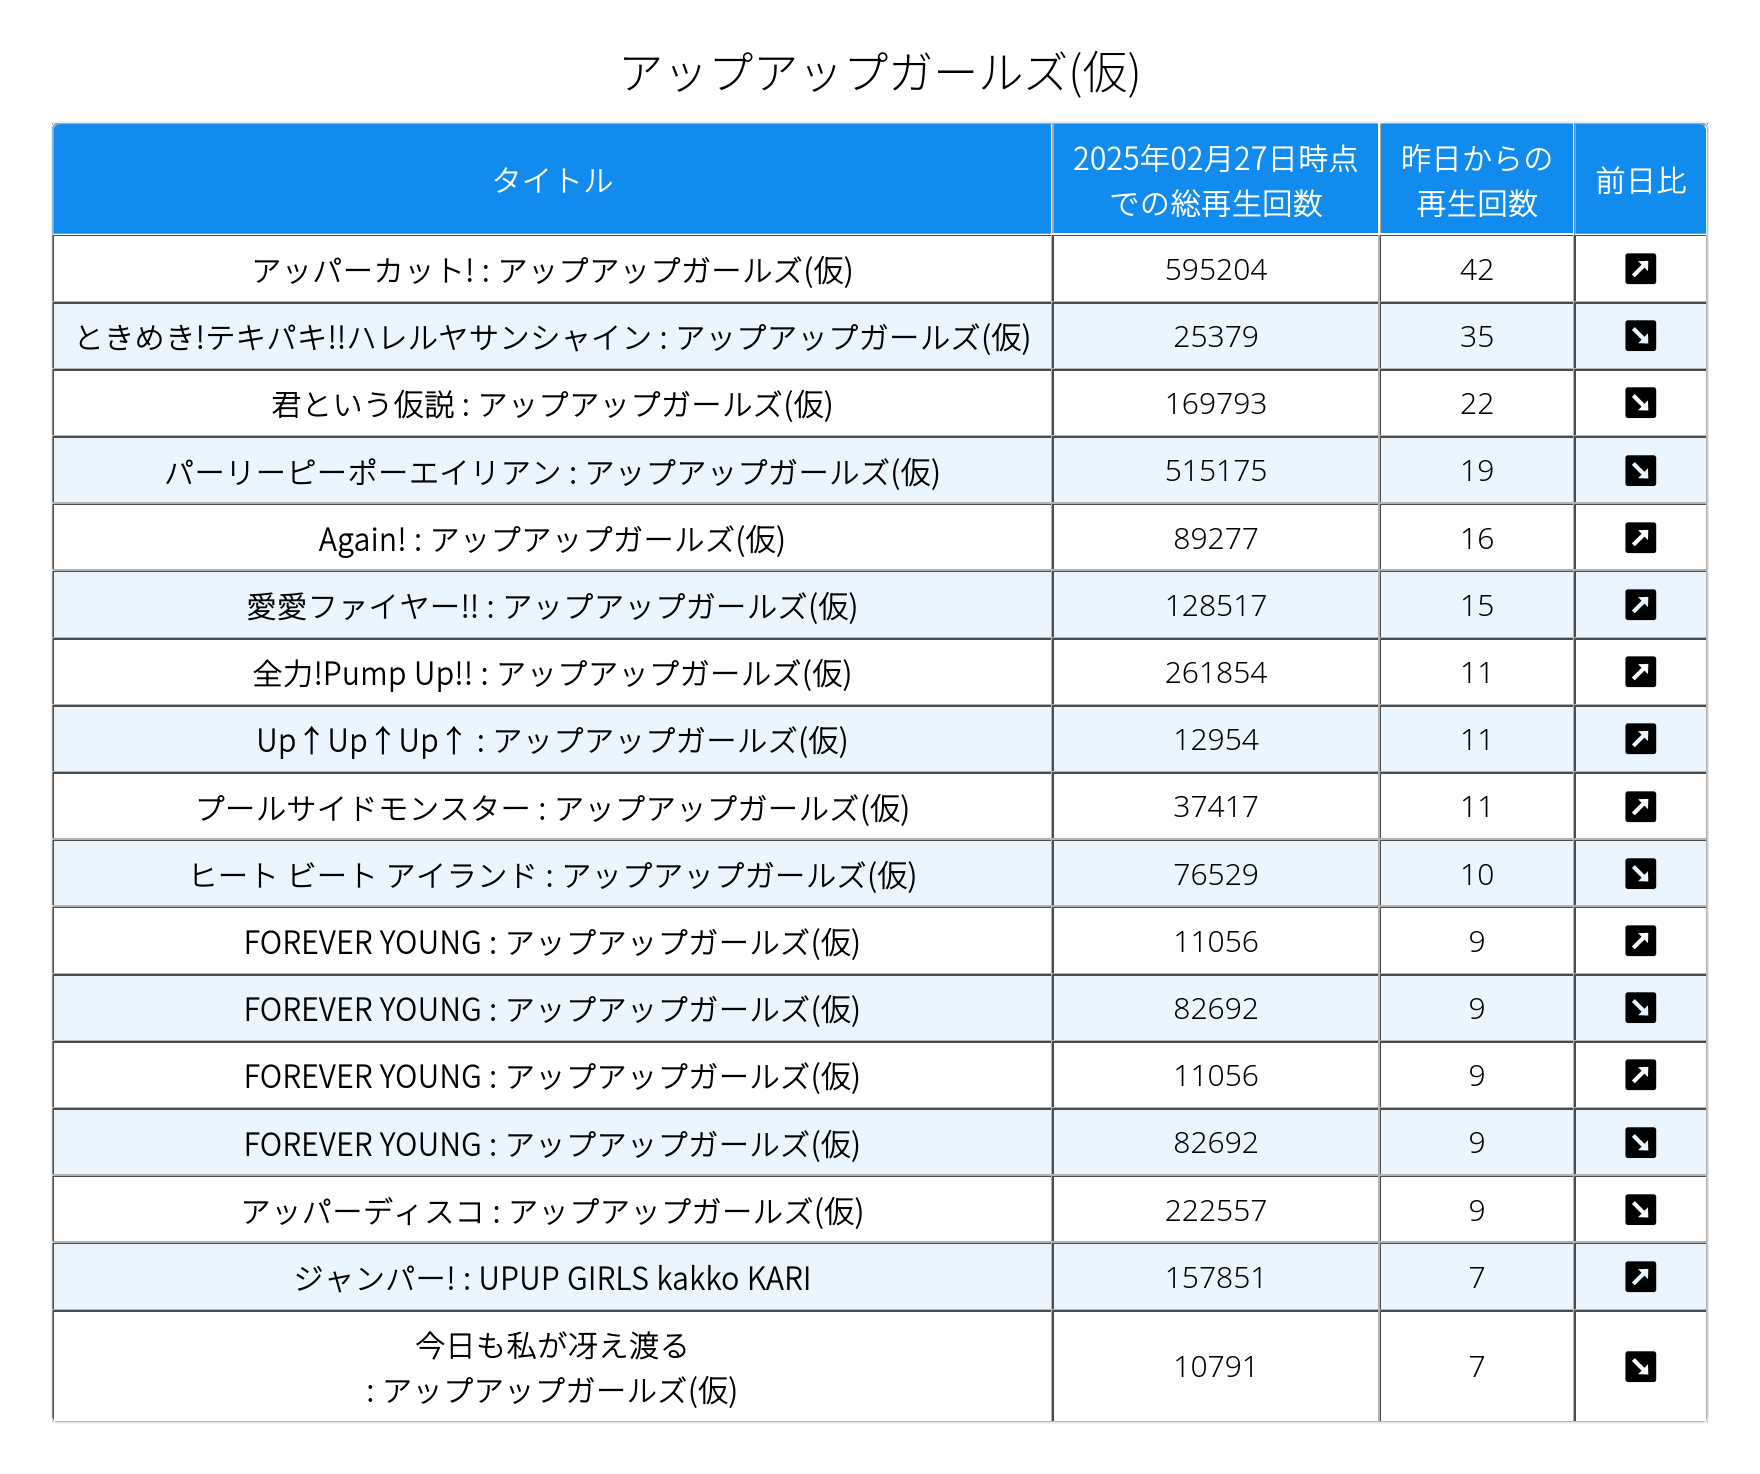 アップアップガールズ(仮)
タイトル 2025年02月27日時点での総再生回数 昨日からの再生回数 前日比
アッパーカット! : アップアップガールズ(仮) 595204 42 ↗
ときめき!テキパキ!!ハレルヤサンシャイン : アップアップガールズ(仮) 25379 35 ↘
君という仮説 : アップアップガールズ(仮) 169793 22 ↘
パーリーピーポーエイリアン : アップアップガールズ(仮) 515175 19 ↘
Again! : アップアップガールズ(仮) 89277 16 ↗
愛愛ファイヤー!! : アップアップガールズ(仮) 128517 15 ↗
全力!Pump Up!! : アップアップガールズ(仮) 261854 11 ↗
Up↑Up↑Up↑ : アップアップガールズ(仮) 12954 11 ↗
プールサイドモンスター : アップアップガールズ(仮) 37417 11 ↗
ヒート ビート アイランド : アップアップガールズ(仮) 76529 10 ↘
FOREVER YOUNG : アップアップガールズ(仮) 11056 9 ↗
FOREVER YOUNG : アップアップガールズ(仮) 82692 9 ↘
FOREVER YOUNG : アップアップガールズ(仮) 11056 9 ↗
FOREVER YOUNG : アップアップガールズ(仮) 82692 9 ↘
アッパーディスコ : アップアップガールズ(仮) 222557 9 ↘
ジャンパー! : UPUP GIRLS kakko KARI 157851 7 ↗
今日も私が冴え渡る
: アップアップガールズ(仮) 10791 7 ↘